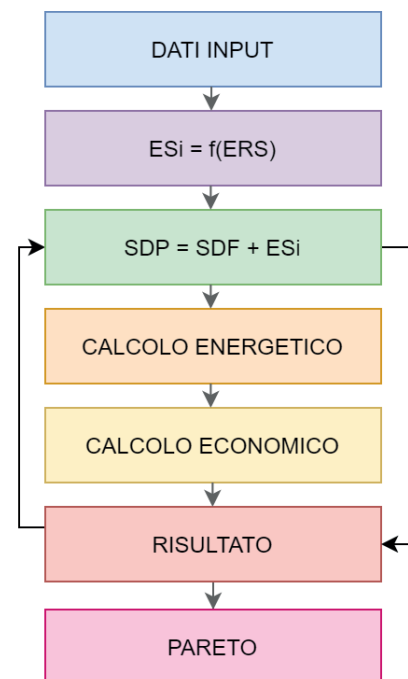 DATI INPUT
ESi = f(ERS)
SDP = SDF + ESi
CALCOLO ENERGETICO
CALCOLO ECONOMICO
RISULTATO
PARETO